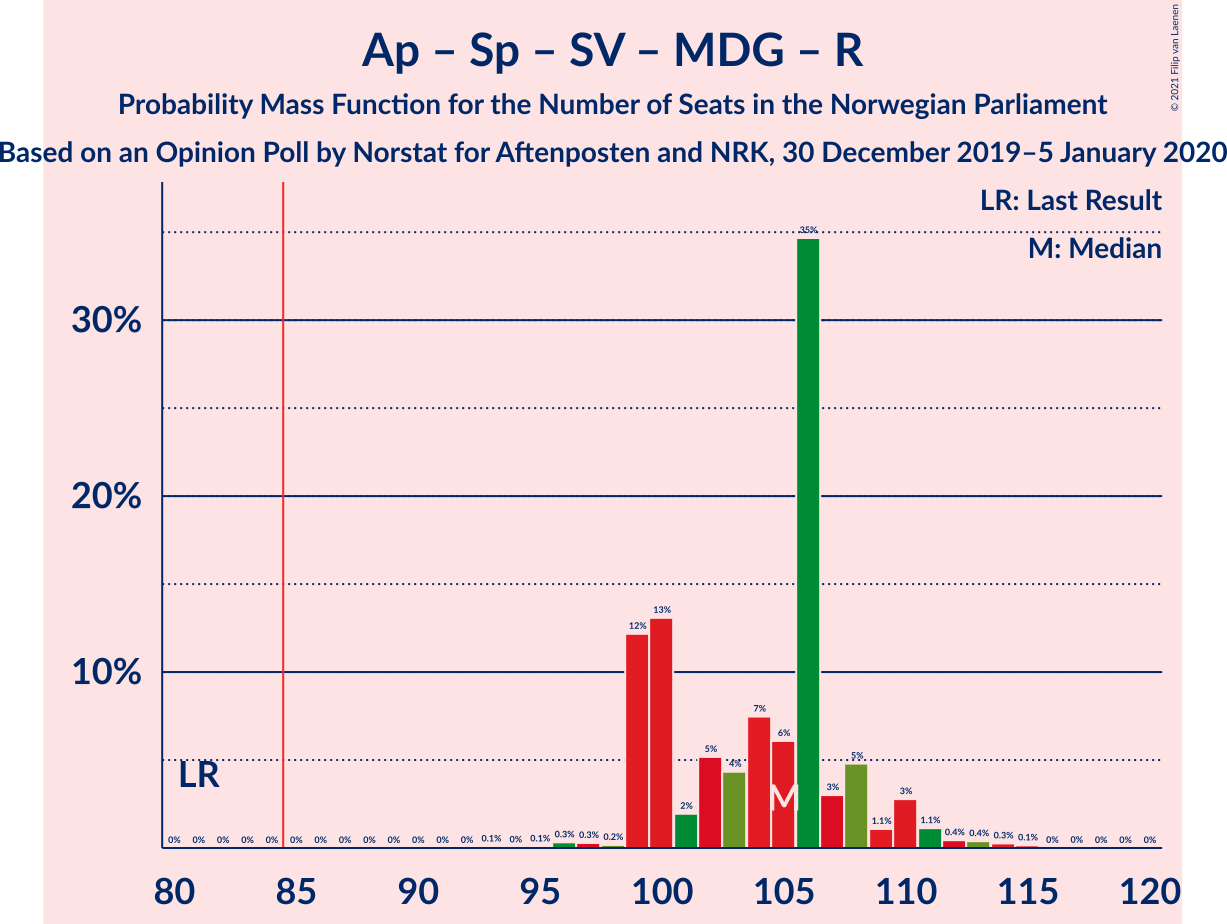 Ap – Sp – SV – MDG – R
Probability Mass Function for the Number of Seats in the Norwegian Parliament
Based on an Opinion Poll by Norstat for Aftenposten and NRK, 30 December 2019–5 January 2020
© 2021 Filip van Laenen
LR: Last Result
M: Median
30%
20%
10%
LR
M
0% 0% 0% 0% 0% 0% 0% 0% 0% 0% 0% 0% 0% 0.1% 0% 0.1% 0.3% 0.3% 0.2% 12% 13% 2% 5% 4% 7% 6% 35% 3% 5% 1.1% 3% 1.1% 0.4% 0.4% 0.3% 0.1% 0% 0% 0% 0% 0%
80 85 90 95 100 105 110 115 120